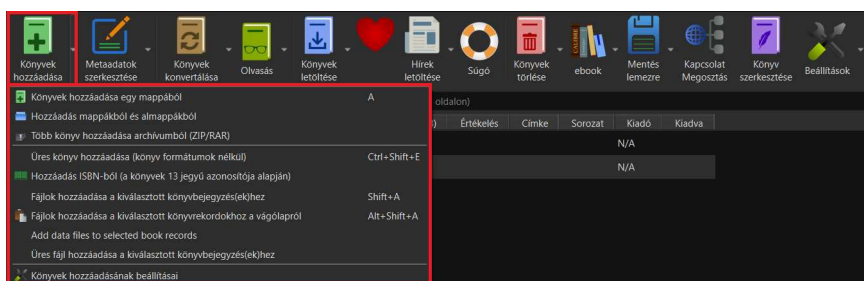 Könyvek hozzáadása
Metaadatok szerkesztése
Könyvek konvertálása
Olvasás
Könyvek letöltése
Hírek letöltése
Súgó
Könyvek törlése
ebook
Mentés lemezre
Kapcsolat Megosztás
Könyv szerkesztése
Beállítások
Könyvek hozzáadása egy mappából A
oldalon)
Hozzáadás mappákból és almappákból
Értékelés Címke Sorozat Kiadó Kiadva
Több könyv hozzáadása archívumból (ZIP/RAR)
N/A
Üres könyv hozzáadása (könyv formátumok nélkül) Ctrl+Shift+E
N/A
Hozzáadás ISBN-ből (a könyvek 13 jegyű azonosítója alapján)
Fájlok hozzáadása a kiválasztott könyvbejegyzés(ek)hez Shift+A
Fájlok hozzáadása a kiválasztott könyvrekordokhoz a vágólapról Alt+Shift+A
Add data files to selected book records
Üres fájl hozzáadása a kiválasztott könyvbejegyzés(ek)hez
Könyvek hozzáadásának beállításai